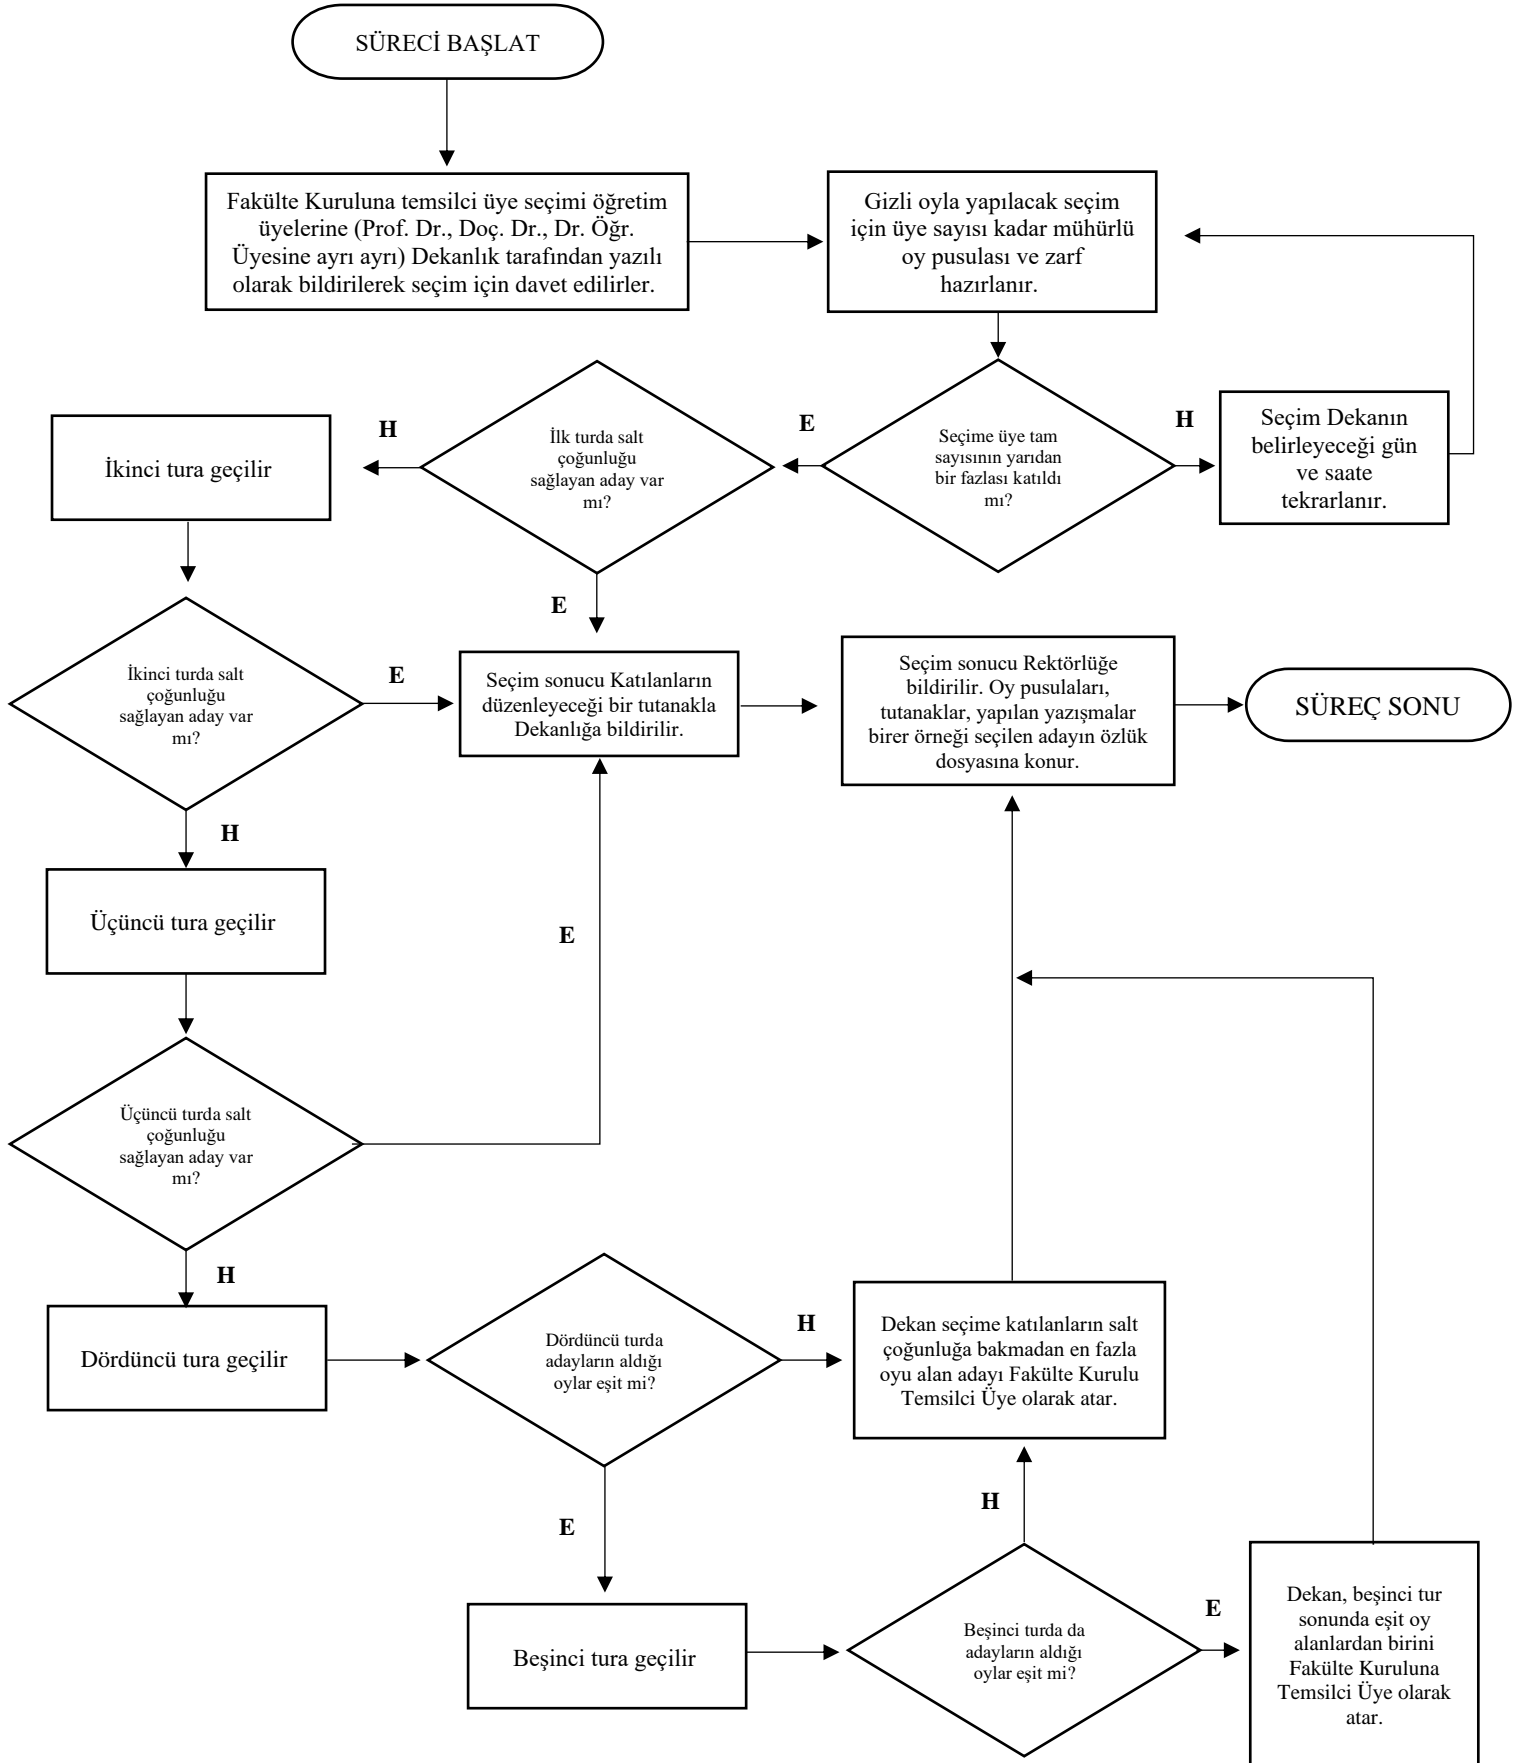 SÜRECİ BAŞLAT
Fakülte Kuruluna temsilci üye seçimi öğretim
üyelerine (Prof. Dr., Doç. Dr., Dr. Öğr.
Üyesine ayrı ayrı) Dekanlık tarafından yazılı
olarak bildirilerek seçim için davet edilirler.
Gizli oyla yapılacak seçim
için üye sayısı kadar mühürlü
oy pusulası ve zarf
hazırlanır.
Seçime üye tam
sayısının yarıdan
bir fazlası katıldı
mı?
H
Seçim Dekanın
belirleyeceği gün
ve saate
tekrarlanır.
E
İlk turda salt
çoğunluğu
sağlayan aday var
mı?
H
İkinci tura geçilir
E
İkinci turda salt
çoğunluğu
sağlayan aday var
mı?
E
Seçim sonucu Katılanların
düzenleyeceği bir tutanakla
Dekanlığa bildirilir.
Seçim sonucu Rektörlüğe
bildirilir. Oy pusulaları,
tutanaklar, yapılan yazışmalar
birer örneği seçilen adayın özlük
dosyasına konur.
SÜREÇ SONU
H
Üçüncü tura geçilir
E
Üçüncü turda salt
çoğunluğu
sağlayan aday var
mı?
H
Dördüncü tura geçilir
Dördüncü turda
adayların aldığı
oylar eşit mi?
H
Dekan seçime katılanların salt
çoğunluğa bakmadan en fazla
oyu alan adayı Fakülte Kurulu
Temsilci Üye olarak atar.
E
H
Beşinci tura geçilir
Beşinci turda da
adayların aldığı
oylar eşit mi?
E
Dekan, beşinci tur
sonunda eşit oy
alanlardan birini
Fakülte Kuruluna
Temsilci Üye olarak
atar.